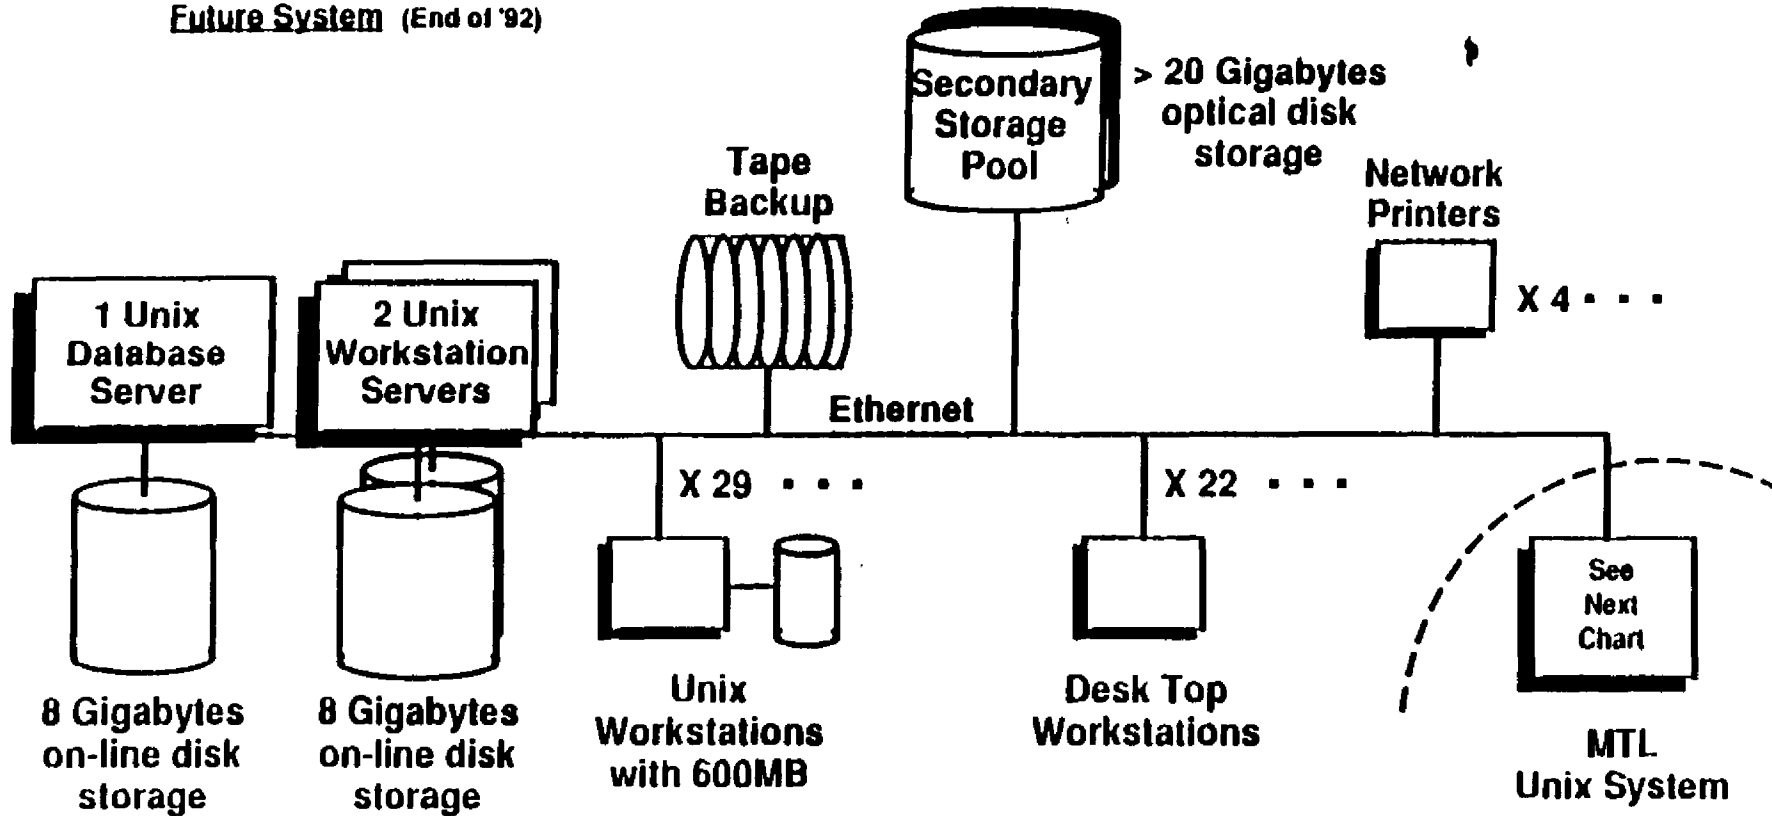 Future System (End of '92)
Secondary
Storage
Pool
> 20 Gigabytes
optical disk
storage
Tape
Backup
Network
Printers
X 4 . . .
1 Unix
Database
Server
2 Unix
Workstation
Servers
Ethernet
X 29 . . .
X 22 . . .
See
Next
Chart
8 Gigabytes
on-line disk
storage
8 Gigabytes
on-line disk
storage
Unix
Workstations
with 600MB
Desk Top
Workstations
MTL
Unix System